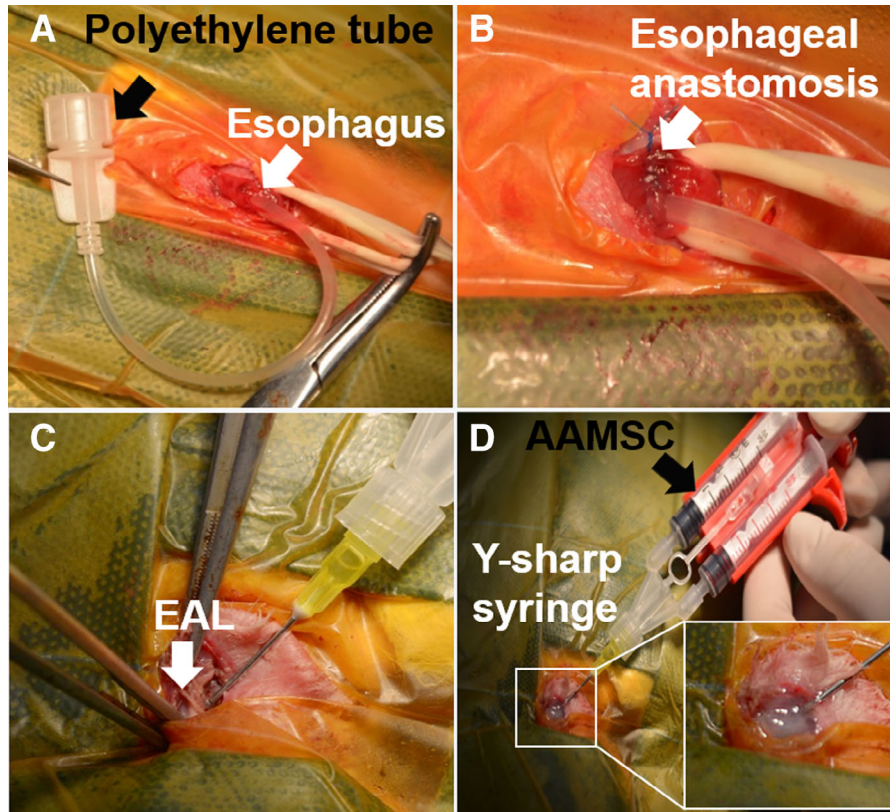 A
Polyethylene tube
Esophagus
B
Esophageal
anastomosis
C
EAL
D
AAMSC
Y-sharp
syringe